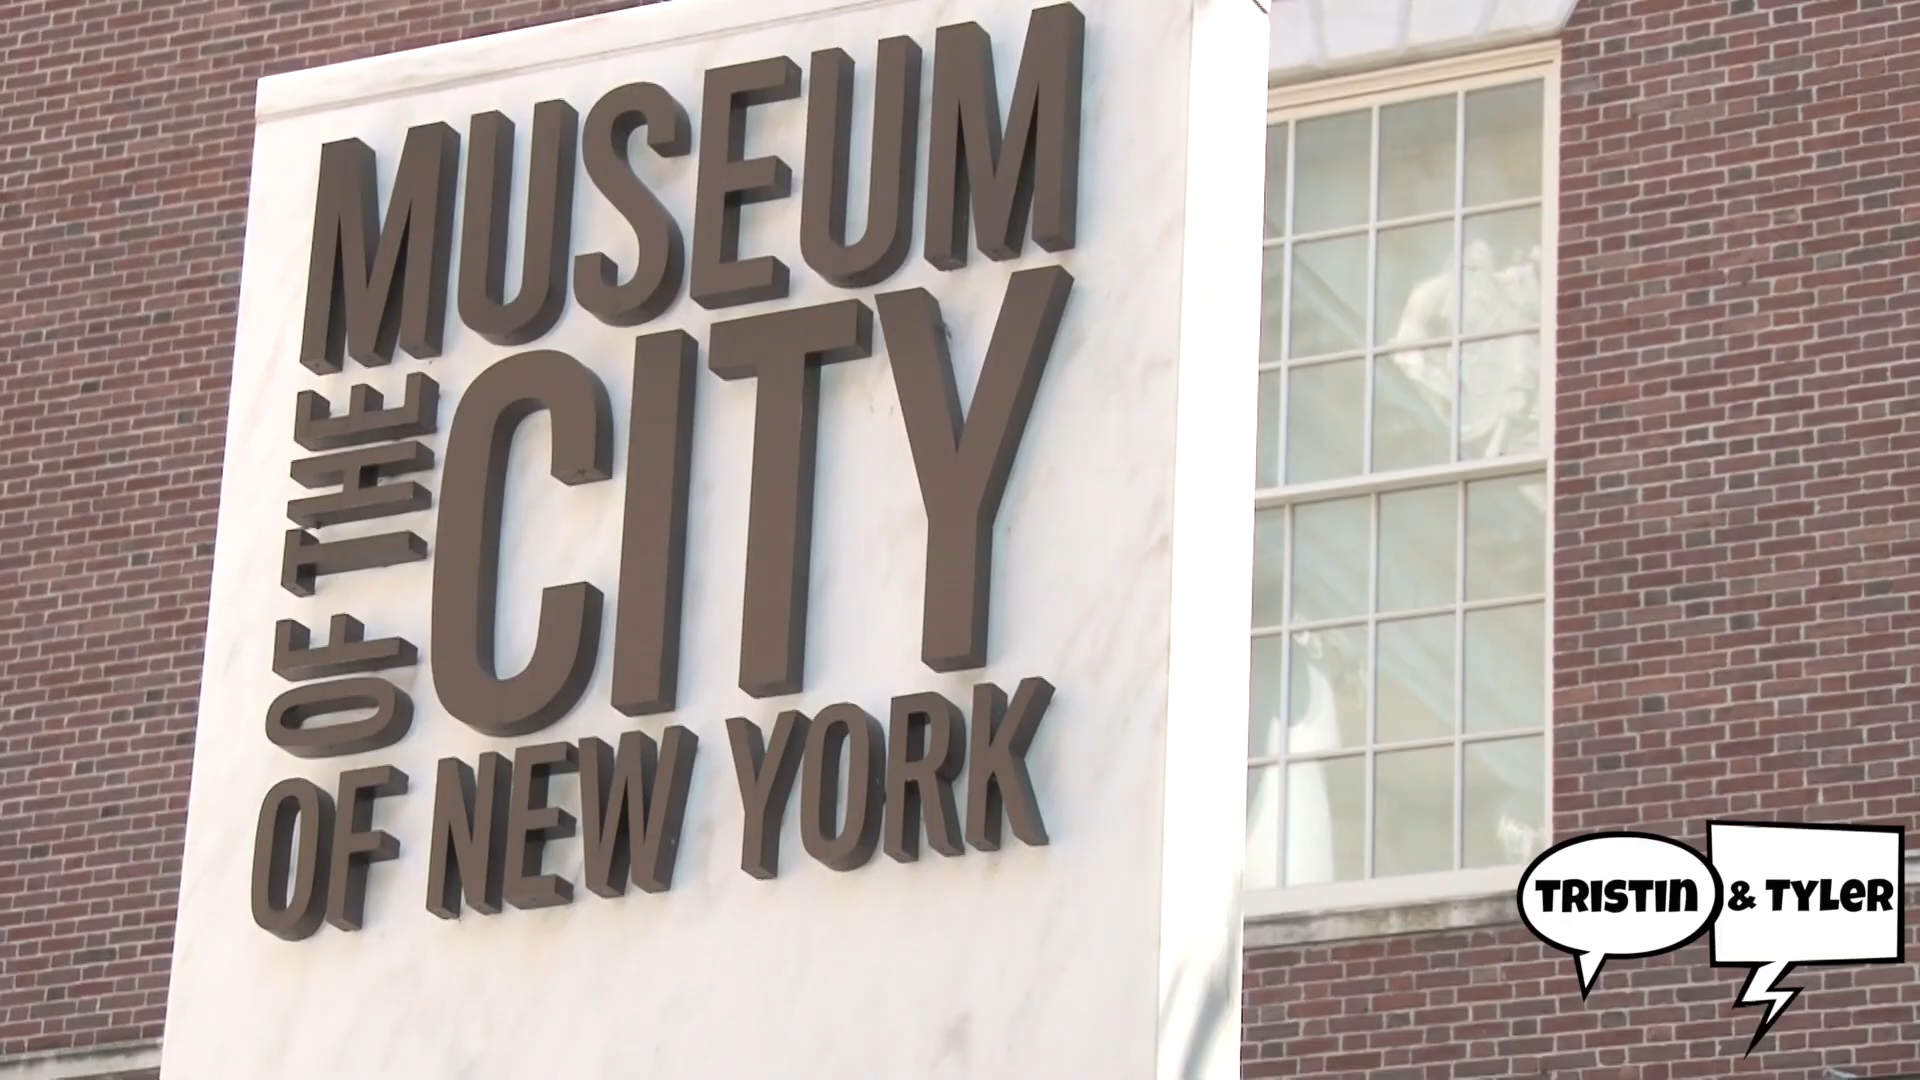 MUSEUM
OF THE
CITY
OF NEW YORK
TRISTIN & TYLER